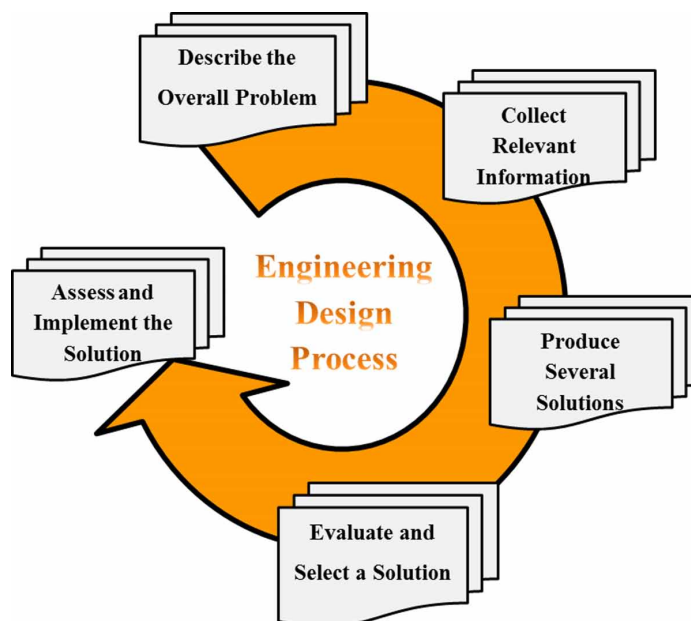 Describe the
Overall Problem
Collect
Relevant
Information
Engineering
Design
Process
Assess and
Implement the
Solution
Produce
Several
Solutions
Evaluate and
Select a Solution